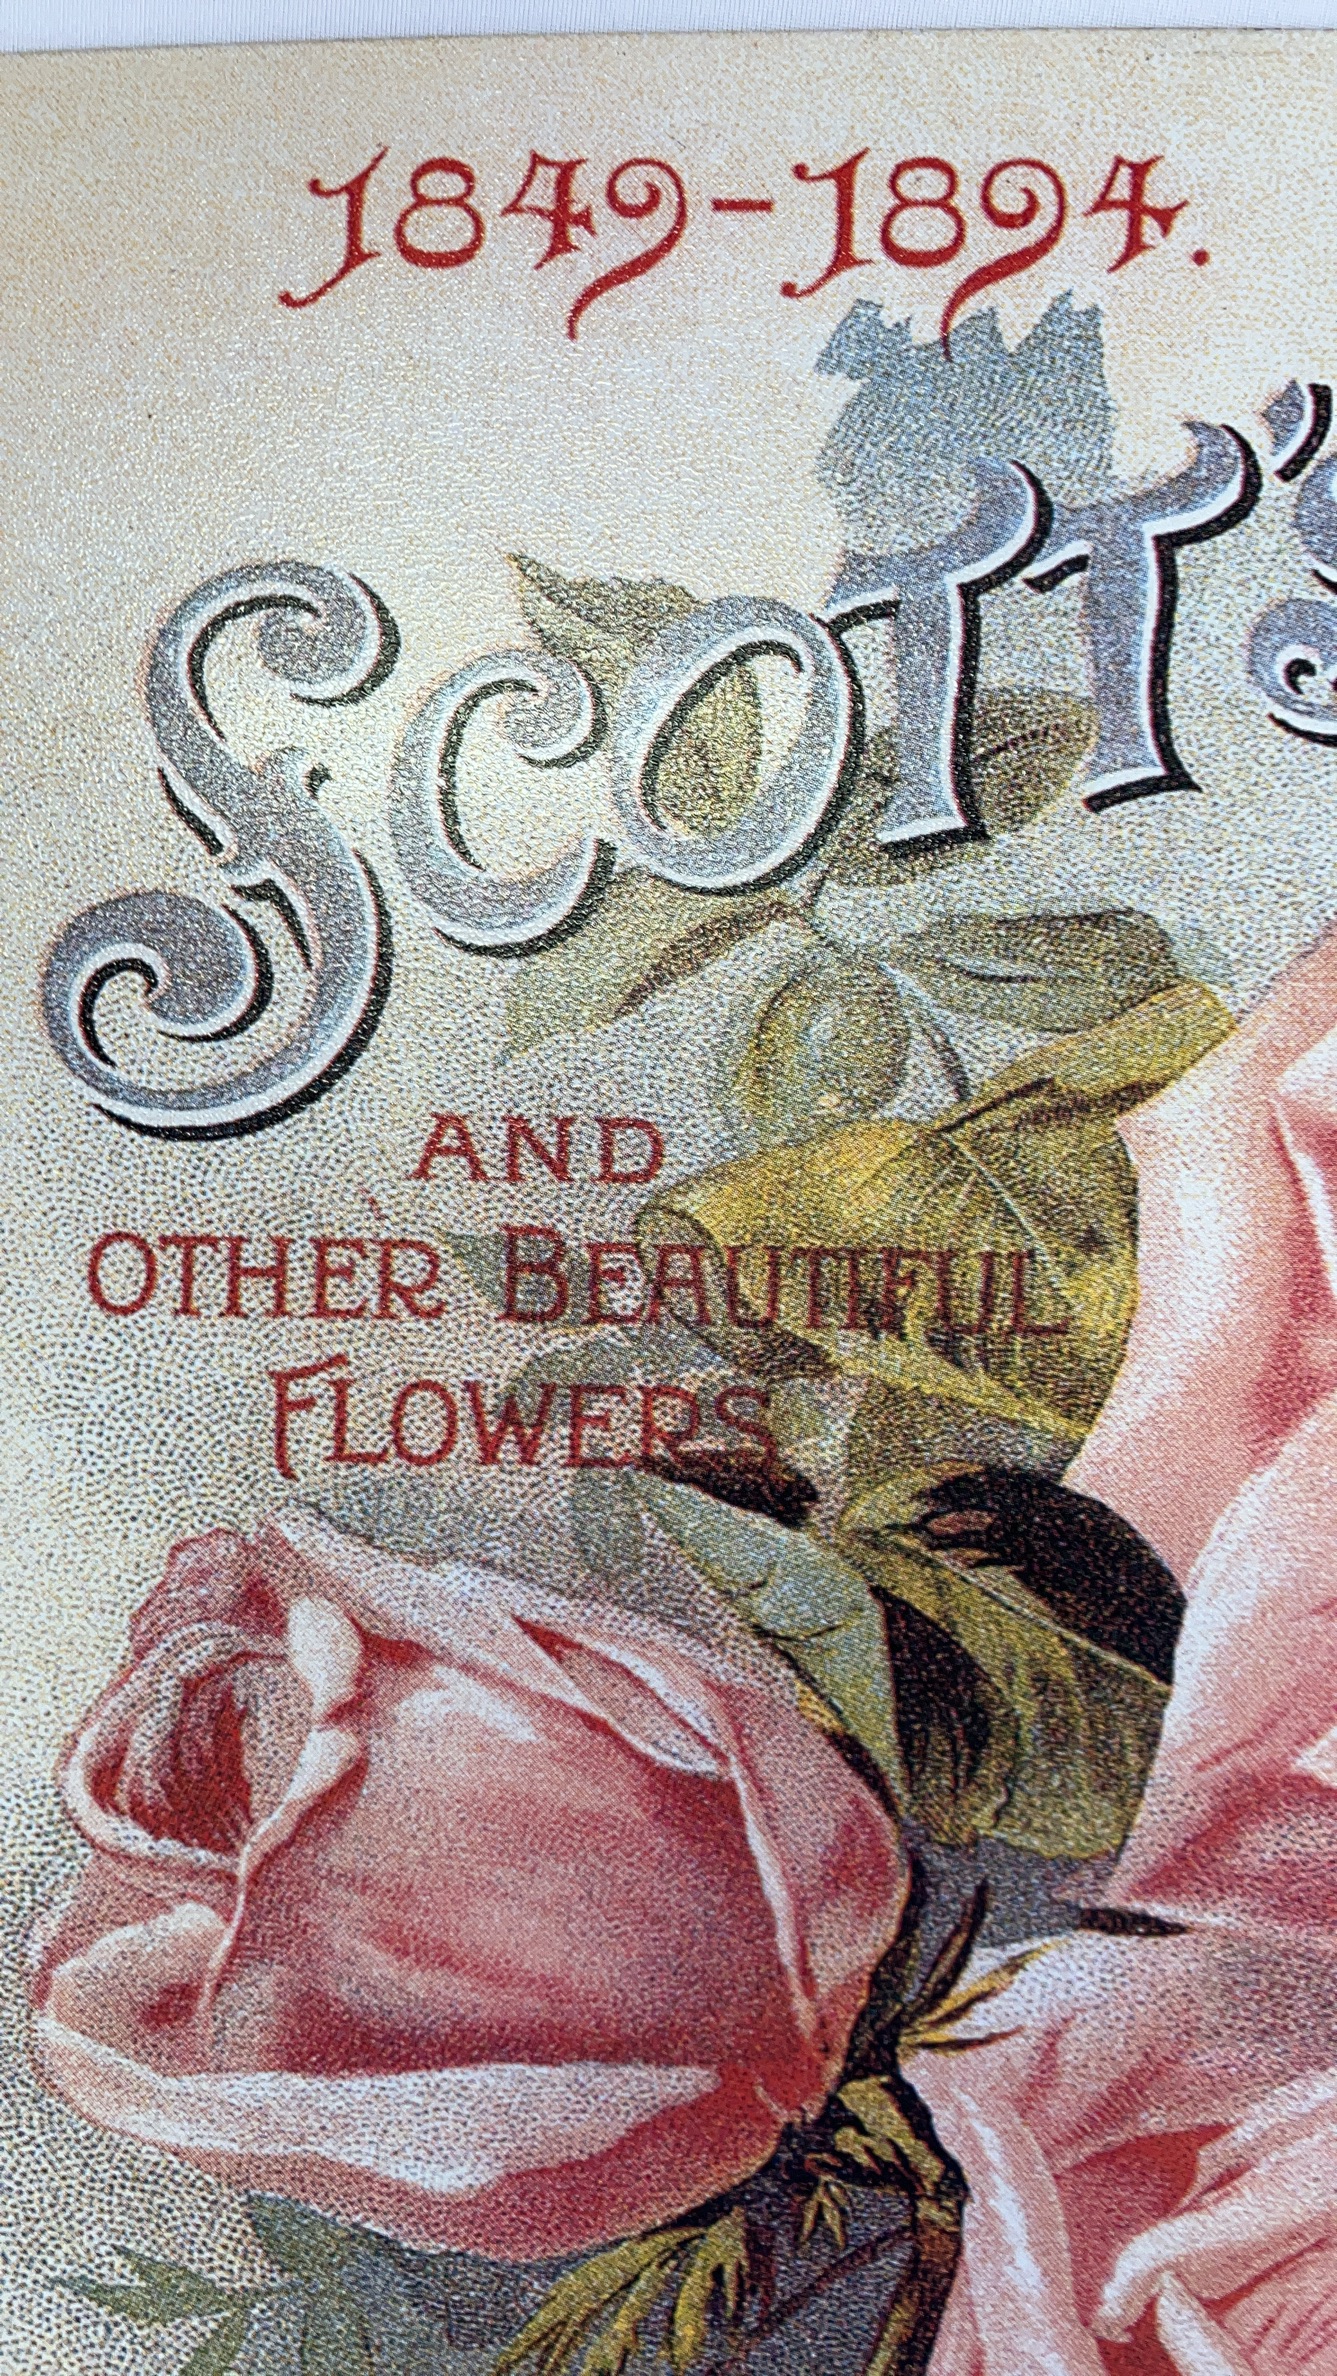 1849-1894.
SCOTT'S
AND
OTHER BEAUTIFUL
FLOWERS